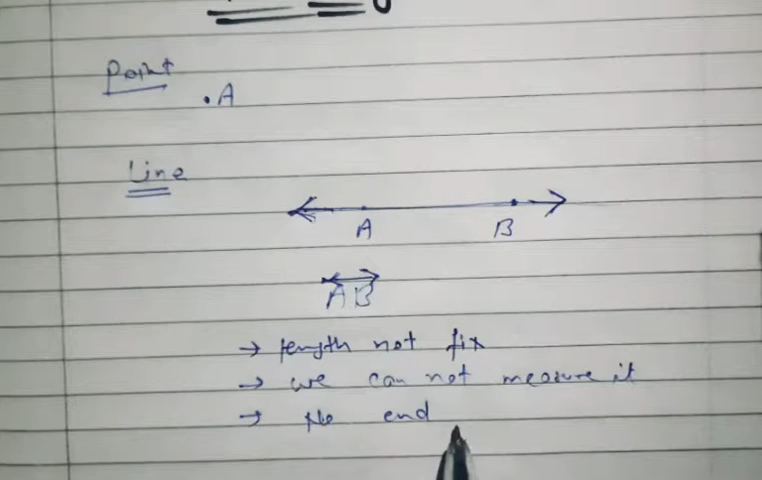 Point
.A
Line
A B
AB
→ length not fix
→ we can not measure it
→ No end